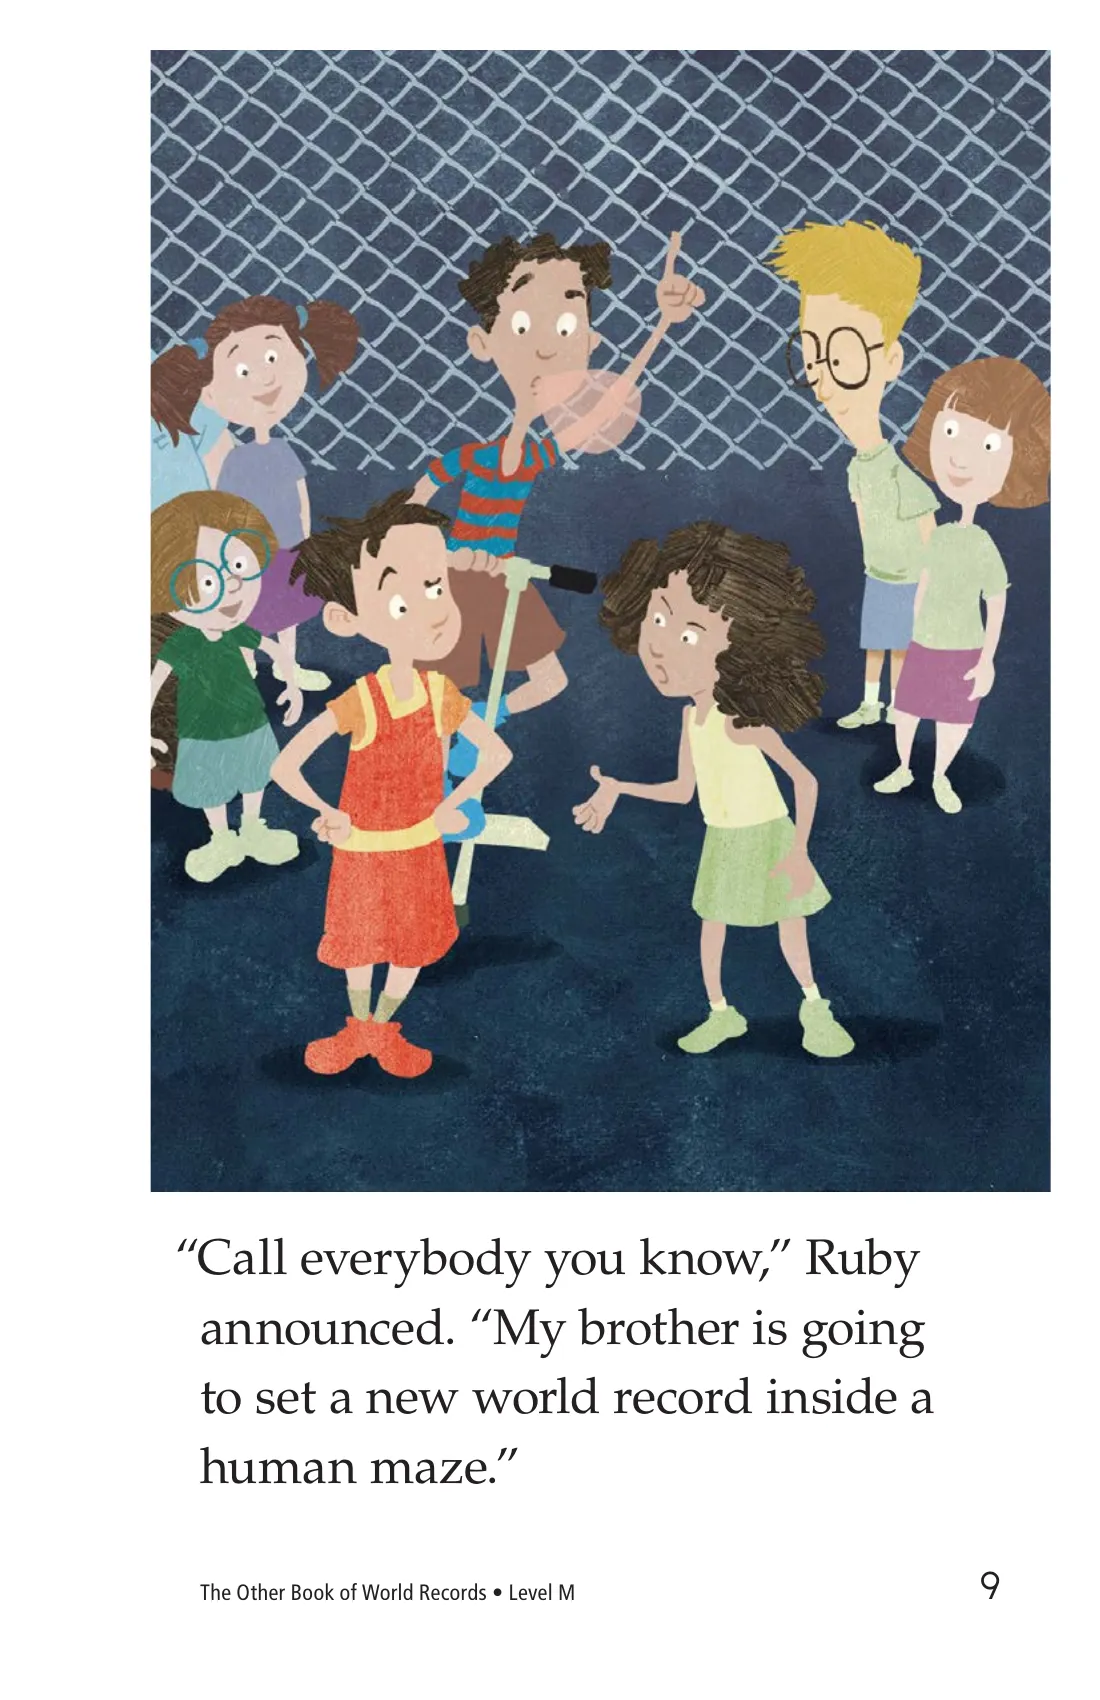 “Call everybody you know,” Ruby
announced. “My brother is going
to set a new world record inside a
human maze.”
The Other Book of World Records • Level M
9